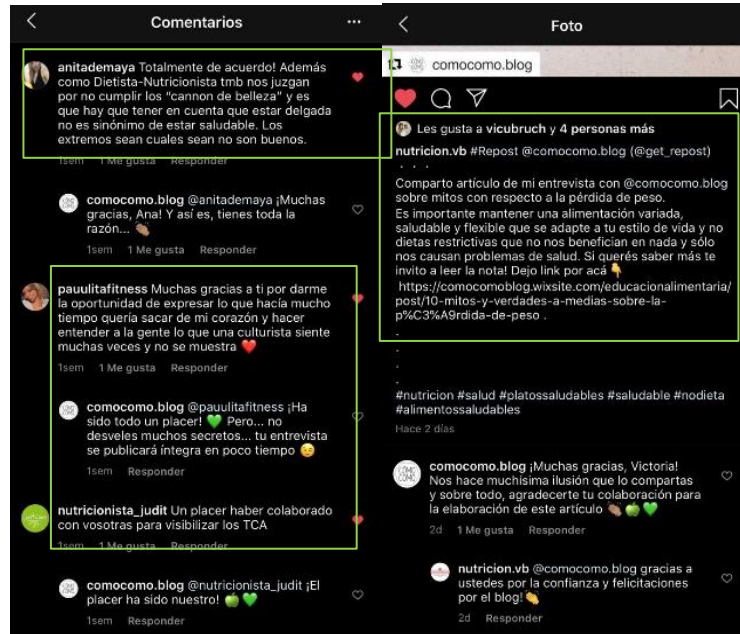 Comentarios
anitademaya Totalmente de acuerdo! Además
como Dietista-Nutricionista tmb nos juzgan
por no cumplir los "cannon de belleza" y es
que hay que tener en cuenta que estar delgada
no es sinónimo de estar saludable. Los
extremos sean cuales sean no son buenos.
1sem 1 Me gusta Responder
comocomo.blog @anitademaya ¡Muchas
gracias, Ana! Y así es, tienes toda la
razón... 👏🏽
1sem 1 Me gusta Responder
pauulitafitness Muchas gracias a ti por darme
la oportunidad de expresar lo que hacía mucho
tiempo quería sacar de mi corazón y hacer
entender a la gente lo que una culturista siente
muchas veces y no se muestra ❤️
1sem 1 Me gusta Responder
comocomo.blog @pauulitafitness ¡Ha
sido todo un placer! 💚 Pero... no
desveles muchos secretos... tu entrevista
se publicará íntegra en poco tiempo 😉
1sem Responder
nutricionista_judit Un placer haber colaborado
con vosotras para visibilizar los TCA
1sem 1 Me gusta Responder
comocomo.blog @nutricionista_judit ¡El
placer ha sido nuestro! 🍏💚
1sem Responder
Foto
comocomo.blog
Les gusta a vicubruch y 4 personas más
nutricion.vb #Repost @comocomo.blog (@get_repost)
・・・
Comparto artículo de mi entrevista con @comocomo.blog
sobre mitos con respecto a la pérdida de peso.
Es importante mantener una alimentación variada,
saludable y flexible que se adapte a tu estilo de vida y no
dietas restrictivas que no nos benefician en nada y sólo
nos causan problemas de salud. Si querés saber más te
invito a leer la nota! Dejo link por acá 👇
https://comocomoblog.wixsite.com/educacionalimentaria/
post/10-mitos-y-verdades-a-medias-sobre-la-
p%C3%A9rdida-de-peso .
.
.
.
.
#nutricion #salud #platossaludables #saludable #nodieta
#alimentossaludables
Hace 2 días
comocomo.blog ¡Muchas gracias, Victoria!
Nos hace muchísima ilusión que lo compartas
y sobre todo, agradecerte tu colaboración para
la elaboración de este artículo 👏🏽🍏💚
2d 1 Me gusta Responder
nutricion.vb @comocomo.blog gracias a
ustedes por la confianza y felicitaciones
por el blog! 👏
2d Responder